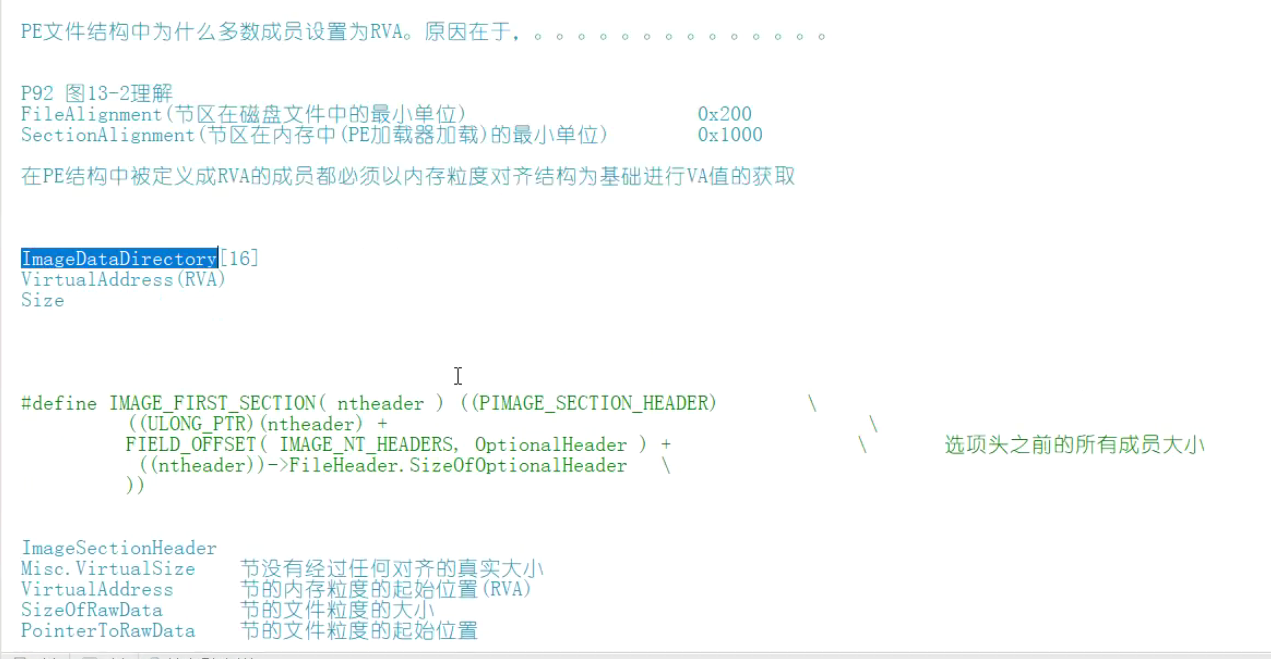 PE文件结构中为什么多数成员设置为RVA。原因在于，。。。。。。。。。。。。。。
P92 图13-2理解
FileAlignment(节区在磁盘文件中的最小单位) 0x200
SectionAlignment(节区在内存中(PE加载器加载)的最小单位) 0x1000
在PE结构中被定义成RVA的成员都必须以内存粒度对齐结构为基础进行VA值的获取
ImageDataDirectory[16]
VirtualAddress(RVA)
Size
#define IMAGE_FIRST_SECTION( ntheader ) ((PIMAGE_SECTION_HEADER) \
((ULONG_PTR)(ntheader) + \
FIELD_OFFSET( IMAGE_NT_HEADERS, OptionalHeader ) + \ 选项头之前的所有成员大小
((ntheader))->FileHeader.SizeOfOptionalHeader \
))
ImageSectionHeader
Misc.VirtualSize 节没有经过任何对齐的真实大小
VirtualAddress 节的内存粒度的起始位置(RVA)
SizeOfRawData 节的文件粒度的大小
PointerToRawData 节的文件粒度的起始位置